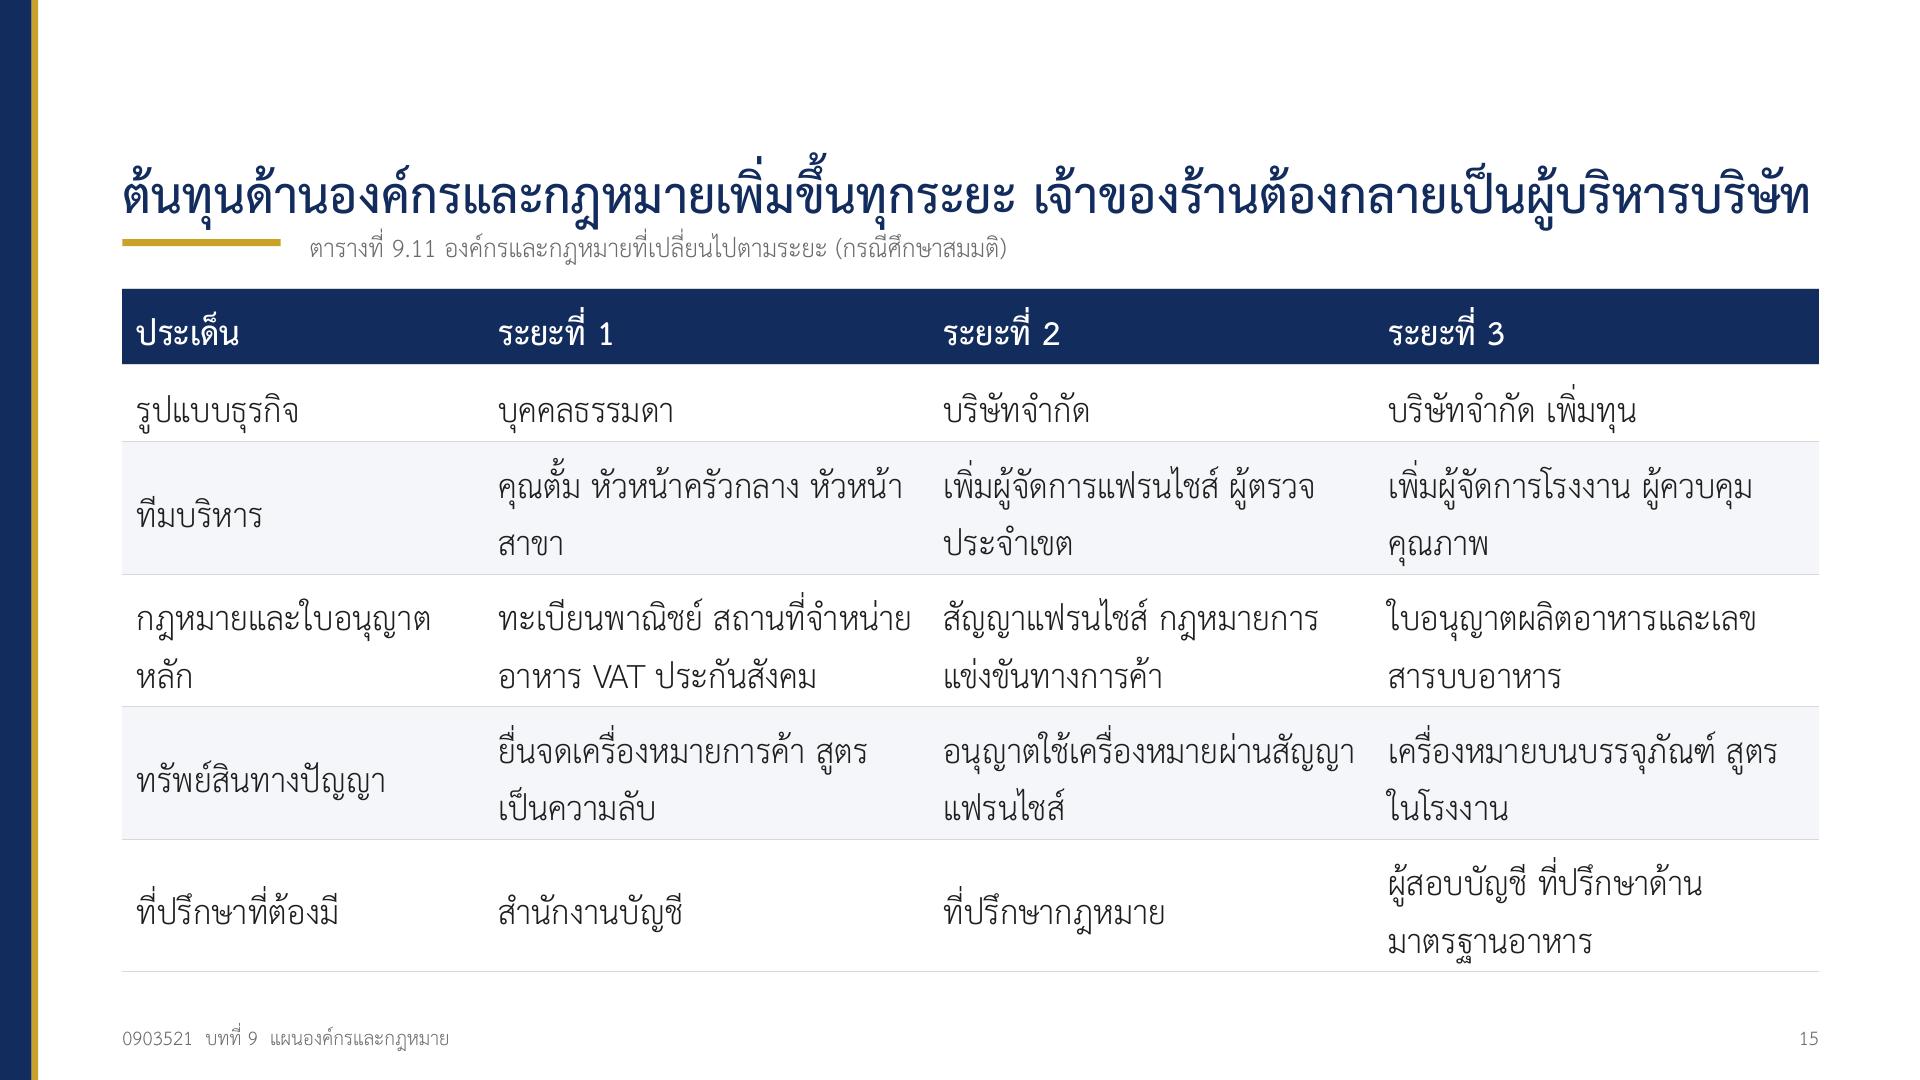 ต้นทุนด้านองค์กรและกฎหมายเพิ่มขึ้นทุกระยะ เจ้าของร้านต้องกลายเป็นผู้บริหารบริษัท
ตารางที่ 9.11 องค์กรและกฎหมายที่เปลี่ยนไปตามระยะ (กรณีศึกษาสมมติ)
ประเด็น ระยะที่ 1 ระยะที่ 2 ระยะที่ 3
รูปแบบธุรกิจ บุคคลธรรมดา บริษัทจำกัด บริษัทจำกัด เพิ่มทุน
ทีมบริหาร
คุณตั้ม หัวหน้าครัวกลาง หัวหน้า
สาขา
เพิ่มผู้จัดการแฟรนไชส์ ผู้ตรวจ
ประจำเขต
เพิ่มผู้จัดการโรงงาน ผู้ควบคุม
คุณภาพ
กฎหมายและใบอนุญาต
หลัก
ทะเบียนพาณิชย์ สถานที่จำหน่าย
อาหาร VAT ประกันสังคม
สัญญาแฟรนไชส์ กฎหมายการ
แข่งขันทางการค้า
ใบอนุญาตผลิตอาหารและเลข
สารบบอาหาร
ทรัพย์สินทางปัญญา
ยื่นจดเครื่องหมายการค้า สูตร
เป็นความลับ
อนุญาตใช้เครื่องหมายผ่านสัญญา
แฟรนไชส์
เครื่องหมายบนบรรจุภัณฑ์ สูตร
ในโรงงาน
ที่ปรึกษาที่ต้องมี
สำนักงานบัญชี
ที่ปรึกษากฎหมาย
ผู้สอบบัญชี ที่ปรึกษาด้าน
มาตรฐานอาหาร
0903521 บทที่ 9 แผนองค์กรและกฎหมาย
15